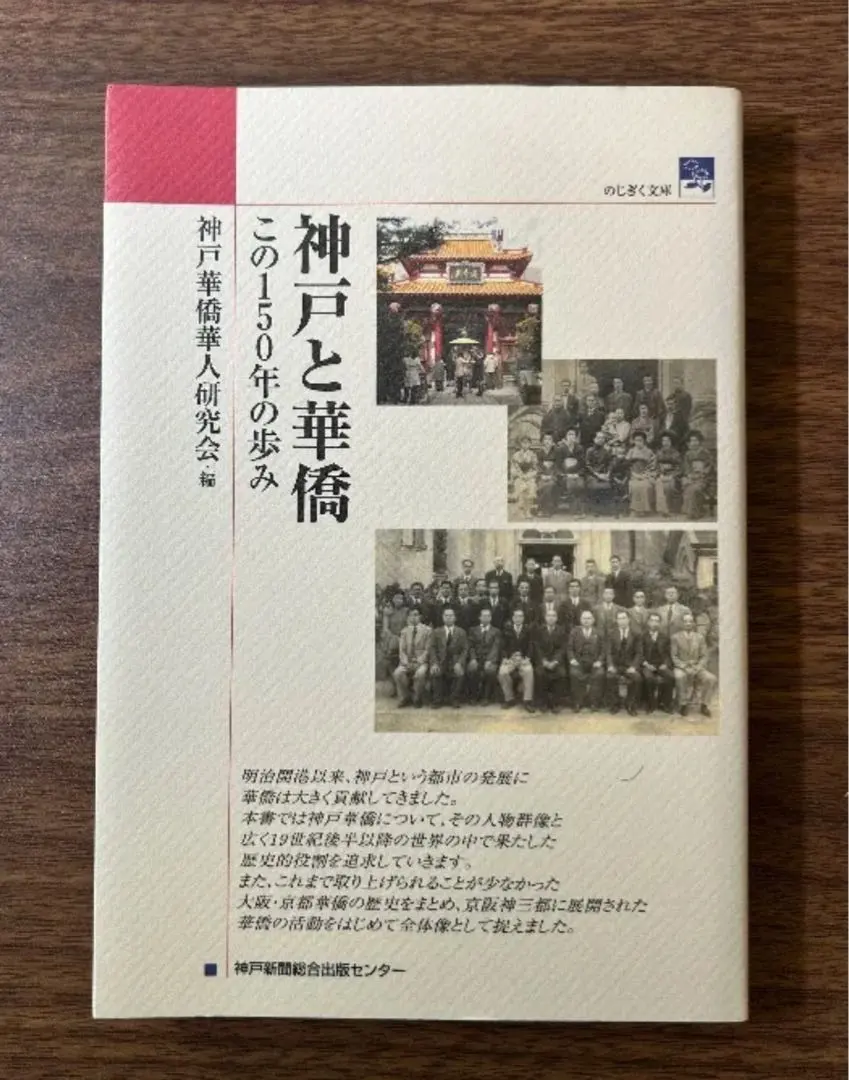 のじぎく文庫
神戸と華僑
この150年の歩み
神戸華僑華人研究会・編
明治開港以来、神戸という都市の発展に
華僑は大きく貢献してきました。
本書では神戸華僑について、その人物群像と
広く19世紀後半以降の世界の中で果たした
歴史的役割を追求していきます。
また、これまで取り上げられることが少なかった
大阪・京都華僑の歴史をまとめ、京阪神三都に展開された
華僑の活動をはじめて全体像として捉えました。
神戸新聞総合出版センター